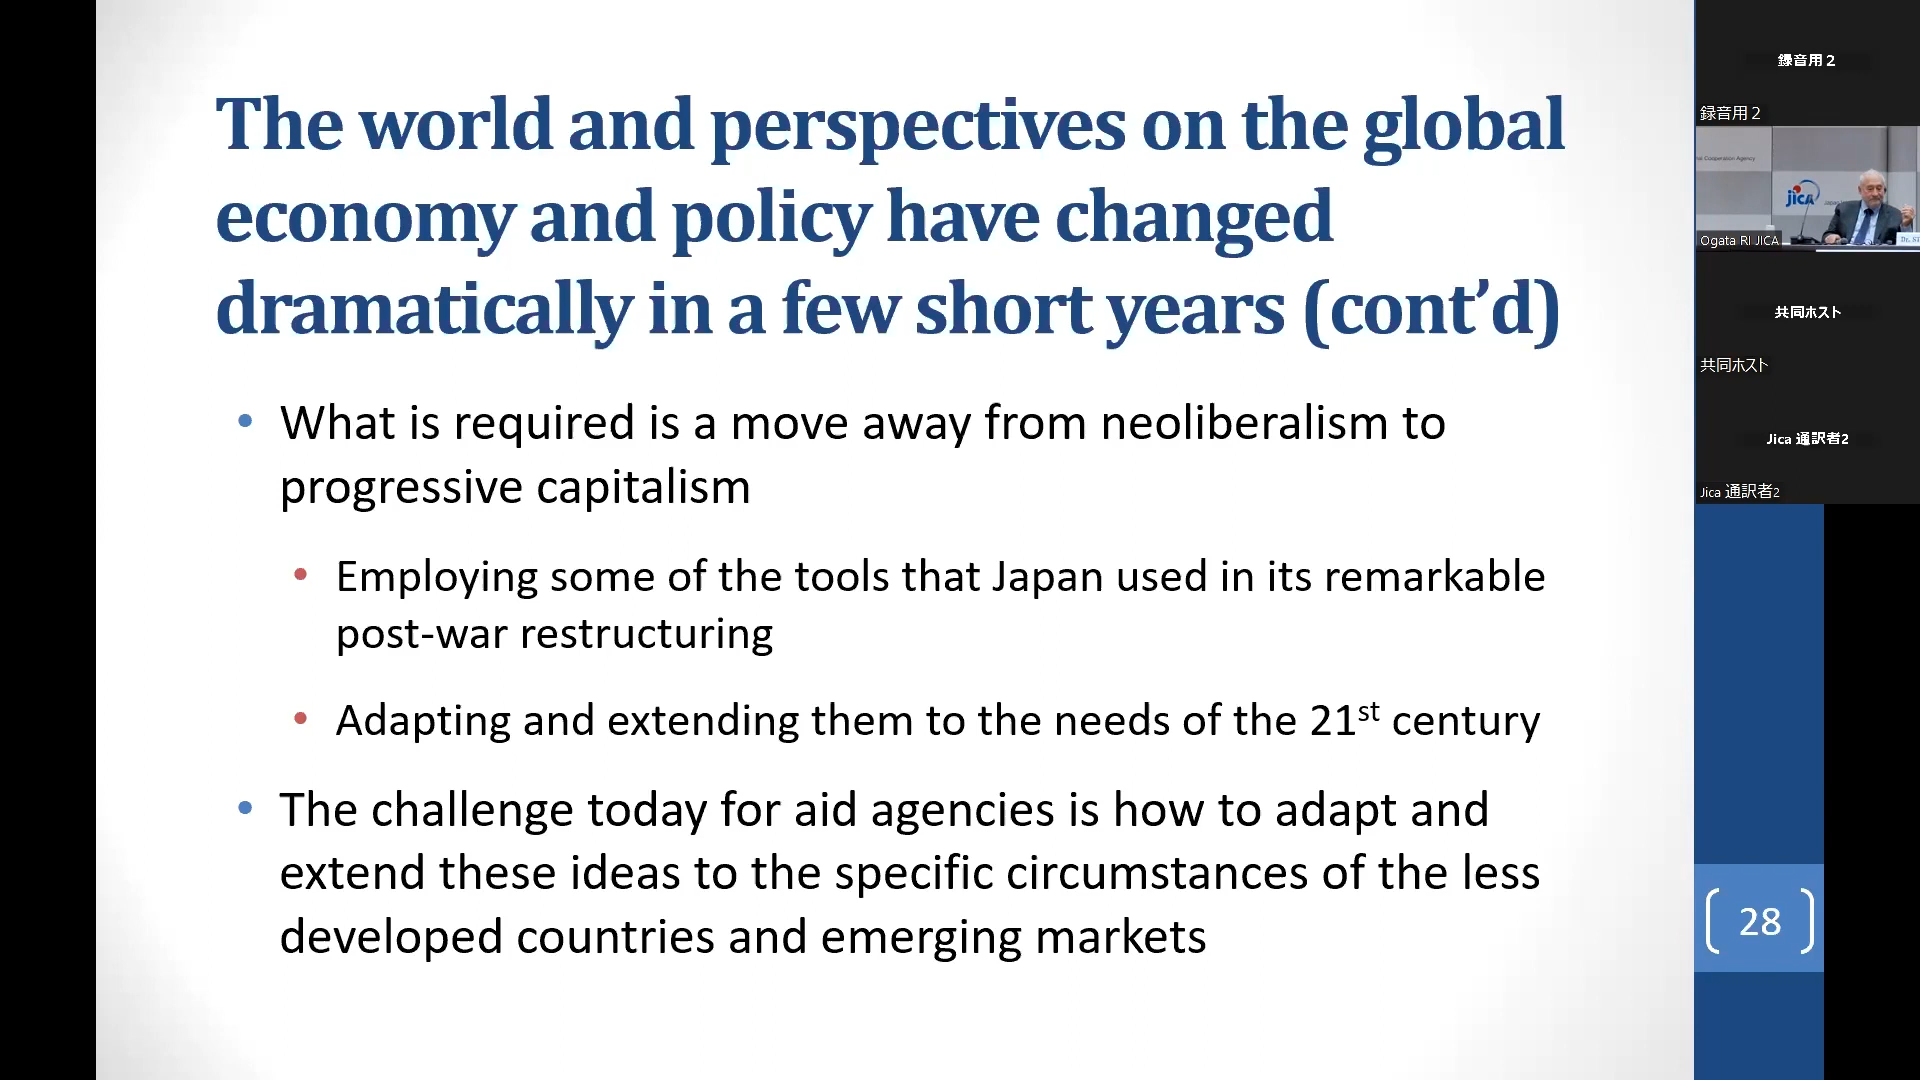 The world and perspectives on the global
economy and policy have changed
dramatically in a few short years (cont’d)
• What is required is a move away from neoliberalism to
progressive capitalism
• Employing some of the tools that Japan used in its remarkable
post-war restructuring
• Adapting and extending them to the needs of the 21st century
• The challenge today for aid agencies is how to adapt and
extend these ideas to the specific circumstances of the less
developed countries and emerging markets
28
録音用2
録音用2
Cooperation Agency
jica
Ogata RI JICA
共同ホスト
共同ホスト
Jica 通訳者2
Jica 通訳者2